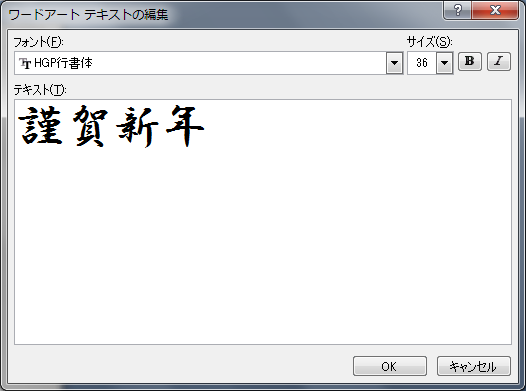 ワードアート テキストの編集
フォント(F):
サイズ(S):
HGP行書体
36
B
I
テキスト(T):
謹賀新年
OK
キャンセル